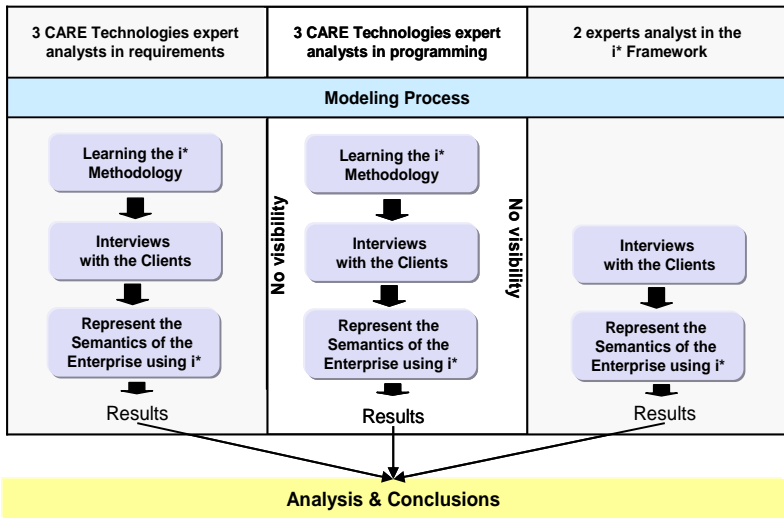 3 CARE Technologies expert
analysts in requirements
3 CARE Technologies expert
analysts in programming
2 experts analyst in the
i* Framework
Modeling Process
Learning the i*
Methodology
Interviews
with the Clients
Represent the
Semantics of the
Enterprise using i*
Results
No visibility
Learning the i*
Methodology
Interviews
with the Clients
Represent the
Semantics of the
Enterprise using i*
Results
No visibility
Interviews
with the Clients
Represent the
Semantics of the
Enterprise using i*
Results
Analysis & Conclusions